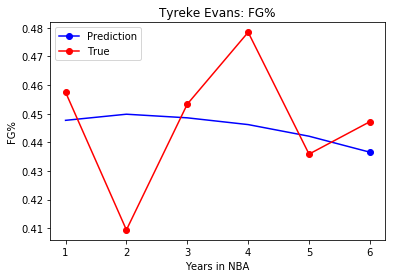 Tyreke Evans: FG%
Prediction
True
0.48
0.47
0.46
0.45
0.44
0.43
0.42
0.41
FG%
1 2 3 4 5 6
Years in NBA